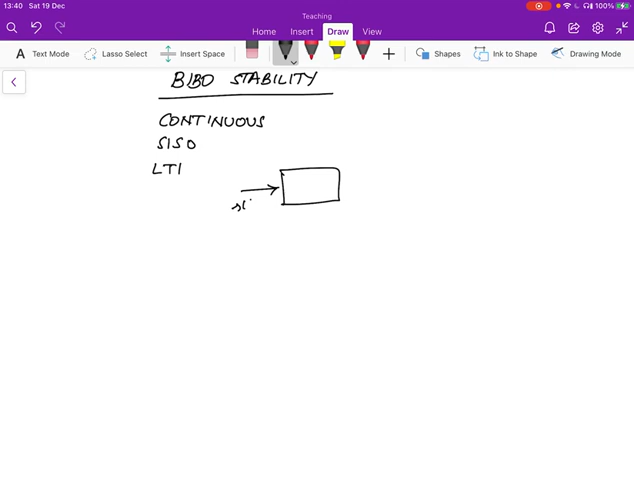 13:40 Sat 19 Dec 100%
Teaching
Home Insert Draw View
A Text Mode Lasso Select Insert Space Shapes Ink to Shape Drawing Mode
BIBO STABILITY
CONTINUOUS
SISO
LTI